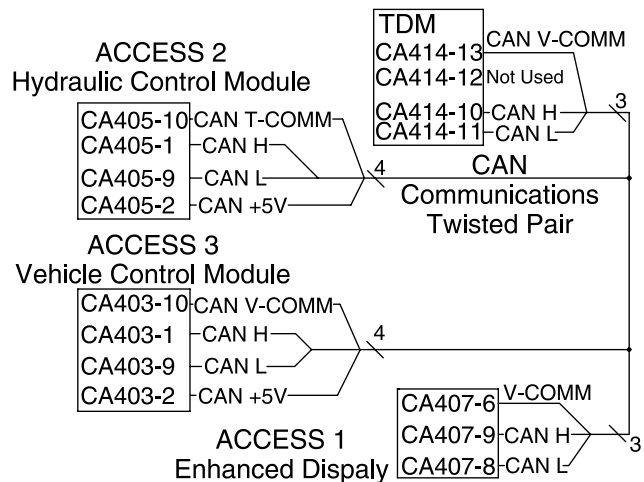 TDM
CA414-13 CAN V-COMM
CA414-12 Not Used
CA414-10 CAN H
CA414-11 CAN L
3
ACCESS 2
Hydraulic Control Module
CA405-10 CAN T-COMM
CA405-1 CAN H
CA405-9 CAN L
CA405-2 CAN +5V
4
CAN
Communications
Twisted Pair
ACCESS 3
Vehicle Control Module
CA403-10 CAN V-COMM
CA403-1 CAN H
CA403-9 CAN L
CA403-2 CAN +5V
4
ACCESS 1
Enhanced Dispaly
CA407-6 V-COMM
CA407-9 CAN H
CA407-8 CAN L
3